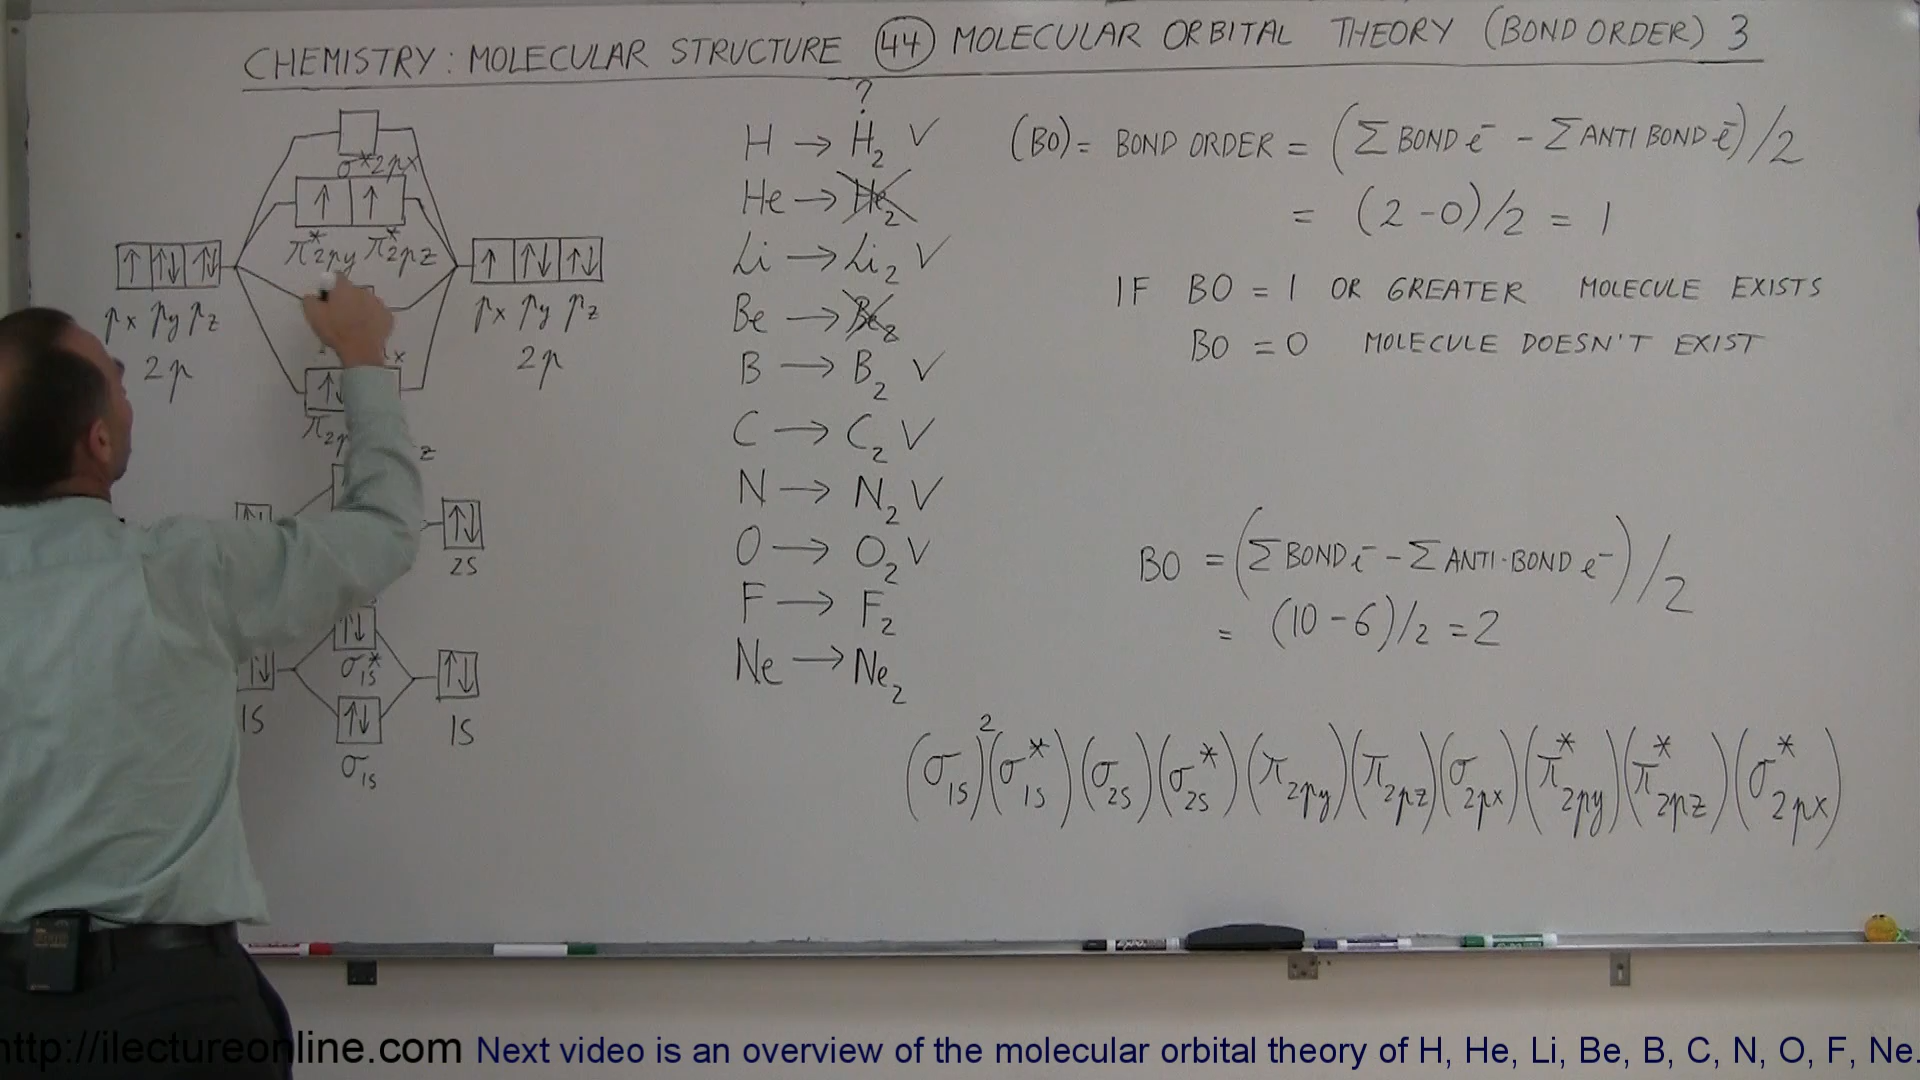 CHEMISTRY: MOLECULAR STRUCTURE 44 MOLECULAR ORBITAL THEORY (BOND ORDER) 3
σ*2px
π*2py π*2pz
↑ ↑↓ ↑↓
px py pz
2p
↑ ↑↓ ↑↓
px py pz
2p
↑ ↑
↑↓
2s
↑↓
σ*1s
1s
1s
σ1s
?
H → H2 V
He → He2
Li → Li2 V
Be → Be2
B → B2 V
C → C2 V
N → N2 V
O → O2 V
F → F2
Ne → Ne2
(BO) = BOND ORDER = (Σ BOND e⁻ - Σ ANTI BOND e⁻)/2
= (2-0)/2 = 1
IF BO = 1 OR GREATER MOLECULE EXISTS
BO = 0 MOLECULE DOESN'T EXIST
BO = (Σ BOND e⁻ - Σ ANTI-BOND e⁻)/2
= (10-6)/2 = 2
(σ1s)²(σ*1s)(σ2s)(σ*2s)(π2py)(π2pz)(σ2px)(π*2py)(π*2pz)(σ*2px)
http://ilectureonline.com Next video is an overview of the molecular orbital theory of H, He, Li, Be, B, C, N, O, F, Ne.